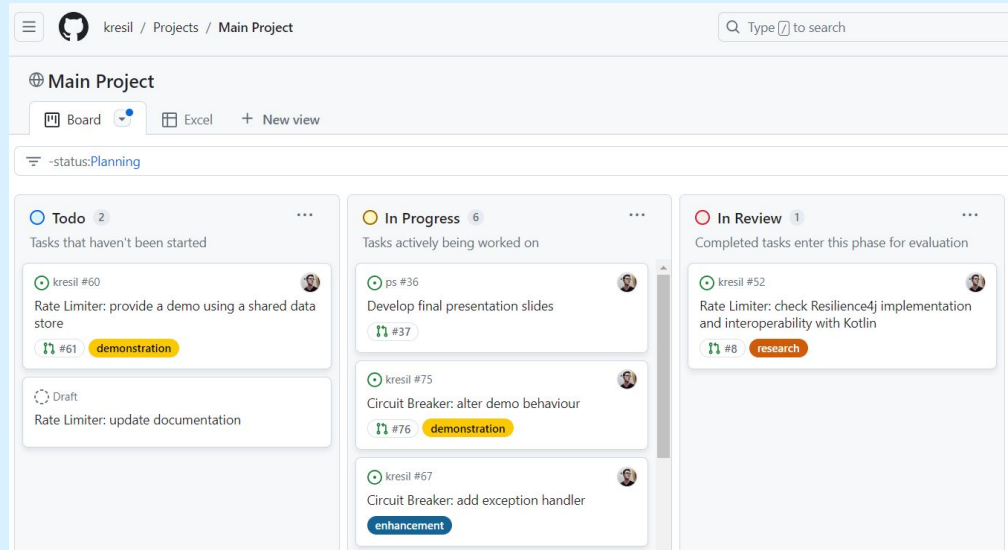 kresil / Projects / Main Project
Type / to search
Main Project
Board
Excel
+ New view
-status:Planning
Todo 2
Tasks that haven't been started
kresil #60
Rate Limiter: provide a demo using a shared data
store
#61 demonstration
Draft
Rate Limiter: update documentation
In Progress 6
Tasks actively being worked on
ps #36
Develop final presentation slides
#37
kresil #75
Circuit Breaker: alter demo behaviour
#76 demonstration
kresil #67
Circuit Breaker: add exception handler
enhancement
In Review 1
Completed tasks enter this phase for evaluation
kresil #52
Rate Limiter: check Resilience4j implementation
and interoperability with Kotlin
#8 research